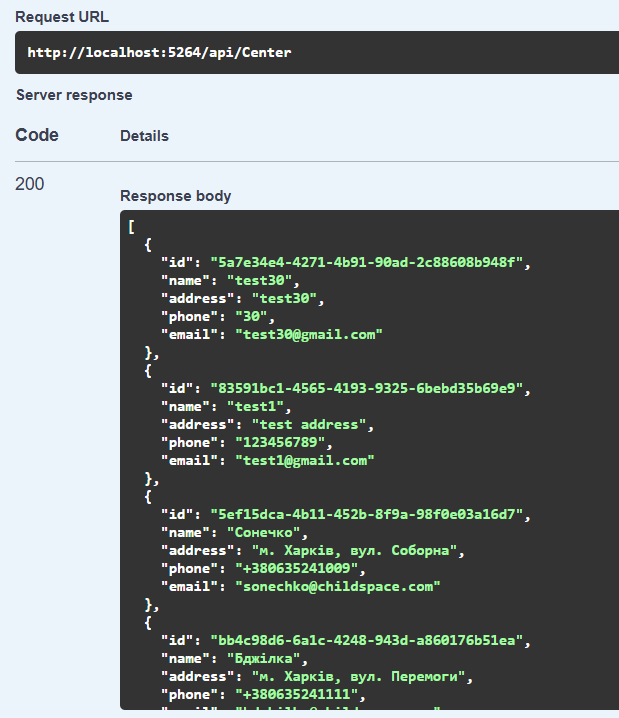 Request URL
http://localhost:5264/api/Center
Server response
Code Details
200
Response body
[
{
"id": "5a7e34e4-4271-4b91-90ad-2c88608b948f",
"name": "test30",
"address": "test30",
"phone": "30",
"email": "test30@gmail.com"
},
{
"id": "83591bc1-4565-4193-9325-6bebd35b69e9",
"name": "test1",
"address": "test address",
"phone": "123456789",
"email": "test1@gmail.com"
},
{
"id": "5ef15dca-4b11-452b-8f9a-98f0e03a16d7",
"name": "Сонечко",
"address": "м. Харків, вул. Соборна",
"phone": "+380635241009",
"email": "sonechko@childspace.com"
},
{
"id": "bb4c98d6-6a1c-4248-943d-a860176b51ea",
"name": "Бджілка",
"address": "м. Харків, вул. Перемоги",
"phone": "+380635241111",